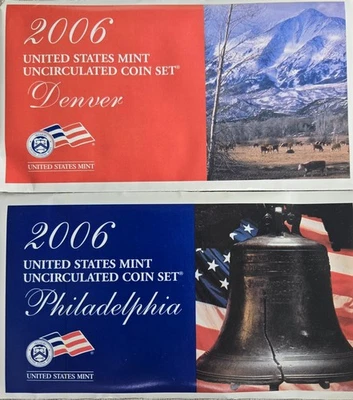 2006
UNITED STATES MINT
UNCIRCULATED COIN SET®
Denver
UNITED STATES MINT
2006
UNITED STATES MINT
UNCIRCULATED COIN SET®
Philadelphia
UNITED STATES MINT